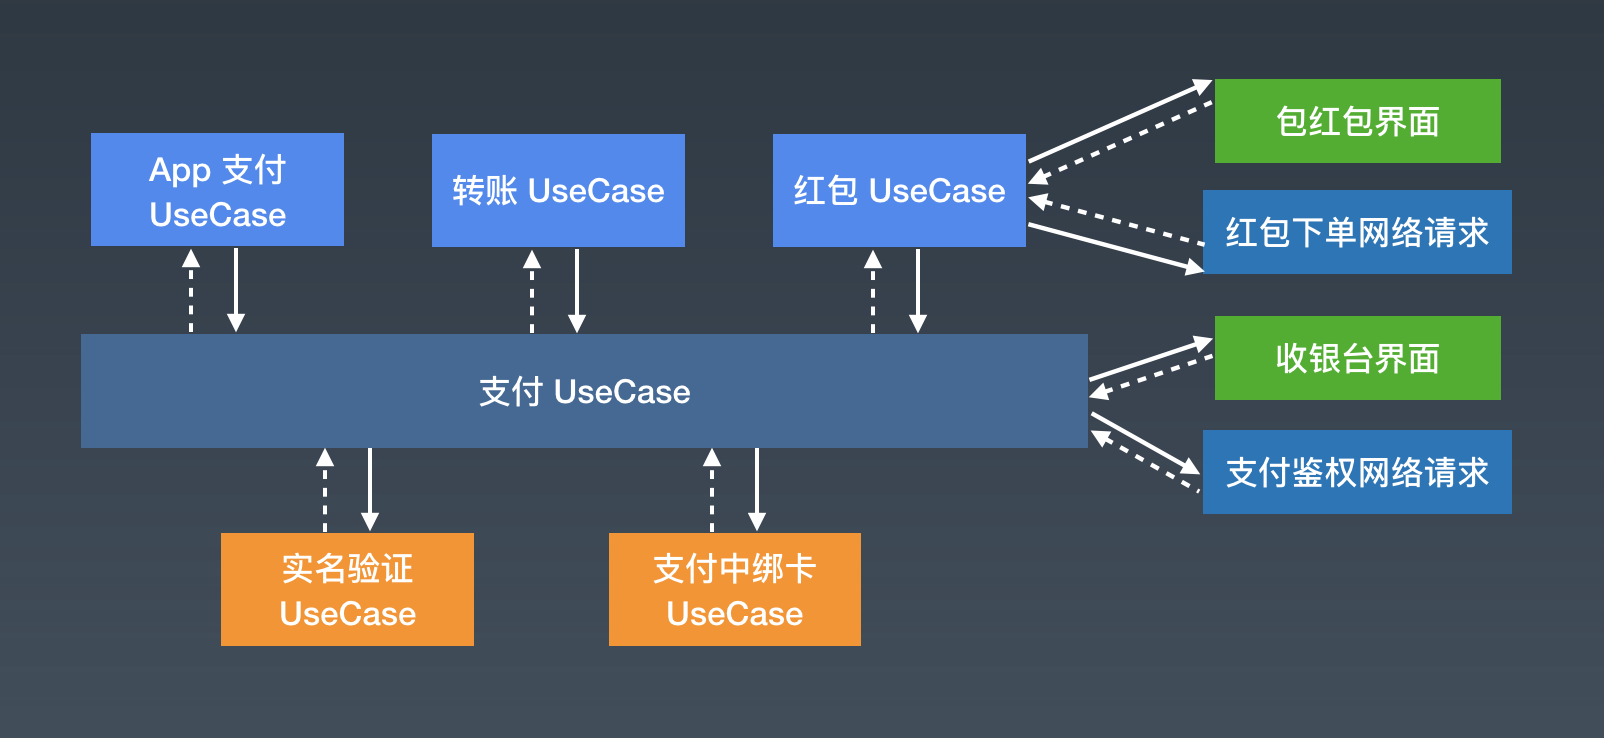 App 支付
UseCase
转账 UseCase
红包 UseCase
包红包界面
红包下单网络请求
支付 UseCase
收银台界面
支付鉴权网络请求
实名验证
UseCase
支付中绑卡
UseCase